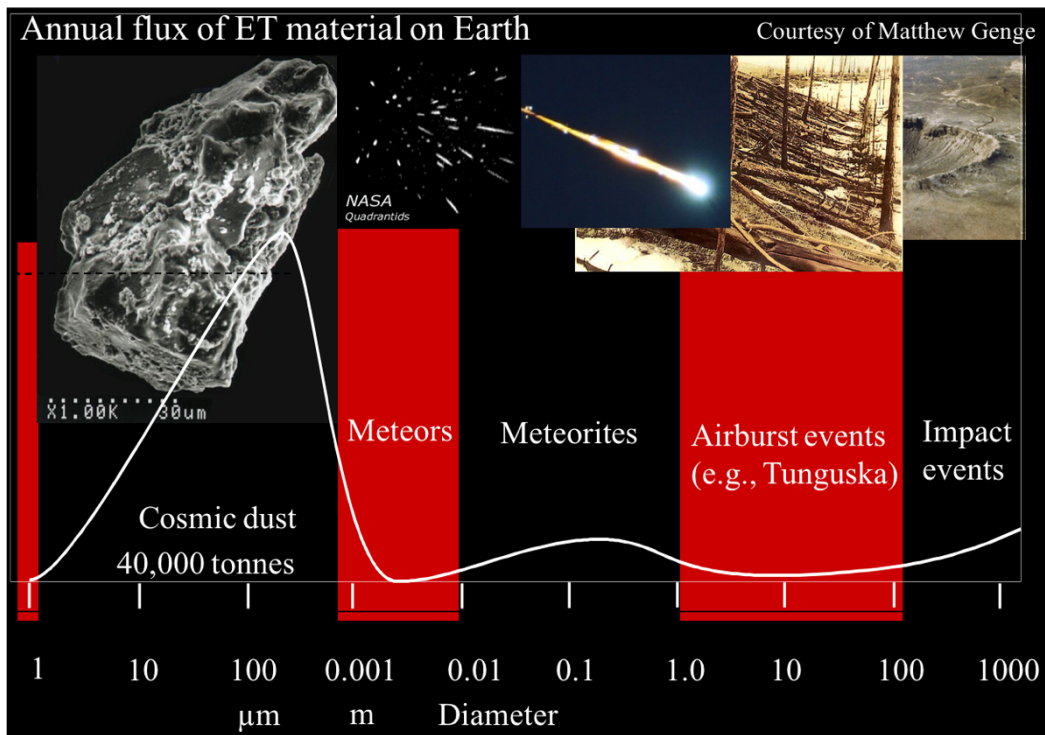 Annual flux of ET material on Earth
Courtesy of Matthew Genge
NASA
Quadrantids
X1.00K 30um
Meteors
Meteorites
Airburst events
(e.g., Tunguska)
Impact
events
Cosmic dust
40,000 tonnes
1 10 100 0.001 0.01 0.1 1.0 10 100 1000
µm m Diameter